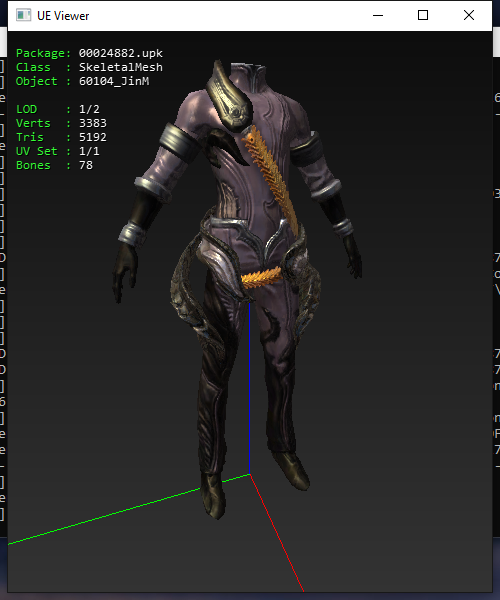 UE Viewer
Package: 00024882.upk
Class : SkeletalMesh
Object : 60104_JinM
LOD : 1/2
Verts : 3383
Tris : 5192
UV Set : 1/1
Bones : 78